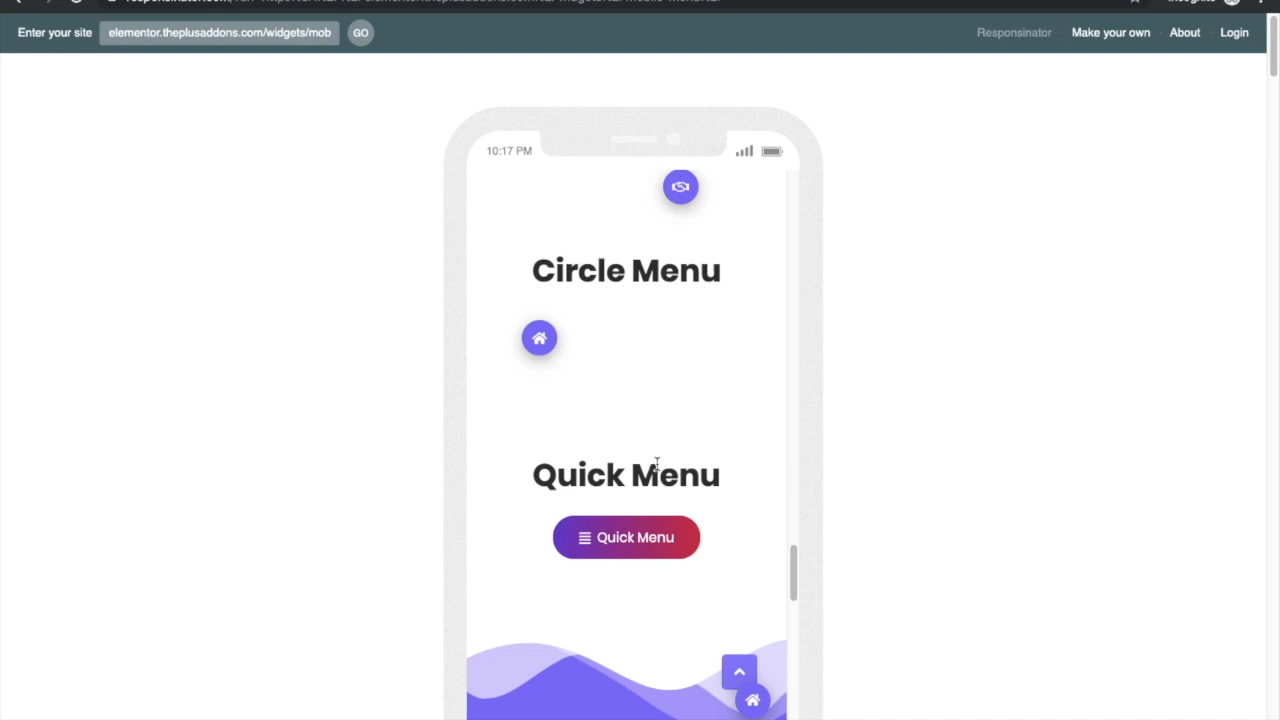 Enter your site elementor.theplusaddons.com/widgets/mob GO Responsinator Make your own About Login
10:17 PM
Circle Menu
Quick Menu
Quick Menu